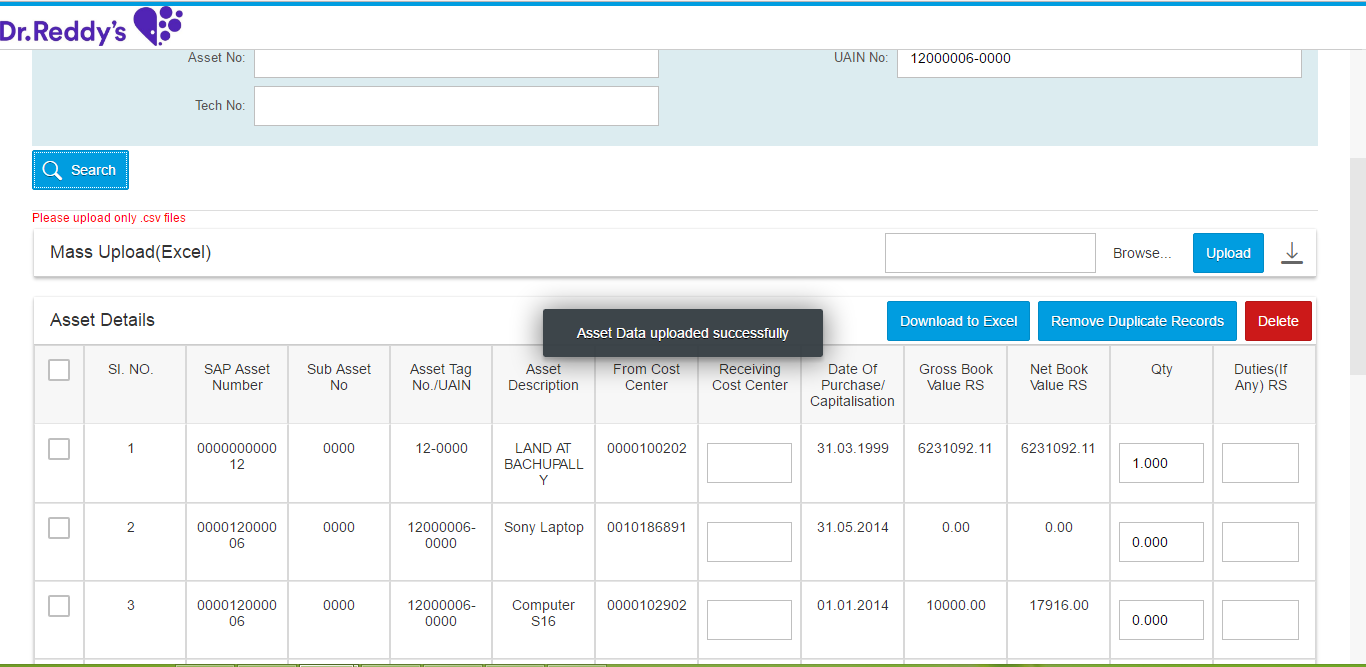 Dr.Reddy's
Asset No:
UAIN No: 12000006-0000
Tech No:
Search
Please upload only .csv files
Mass Upload(Excel) Browse... Upload
Asset Details Download to Excel Remove Duplicate Records Delete
Asset Data uploaded successfully
SI. NO. SAP Asset Sub Asset Asset Tag Asset From Cost Receiving Date Of Gross Book Net Book Qty Duties(If
Number No No./UAIN Description Center Cost Center Purchase/ Value RS Value RS Any) RS
Capitalisation
1 0000000000 0000 12-0000 LAND AT 0000100202 31.03.1999 6231092.11 6231092.11 1.000
12 BACHUPALL
Y
2 0000120000 0000 12000006- Sony Laptop 0010186891 31.05.2014 0.00 0.00 0.000
06 0000
3 0000120000 0000 12000006- Computer 0000102902 01.01.2014 10000.00 17916.00 0.000
06 0000 S16